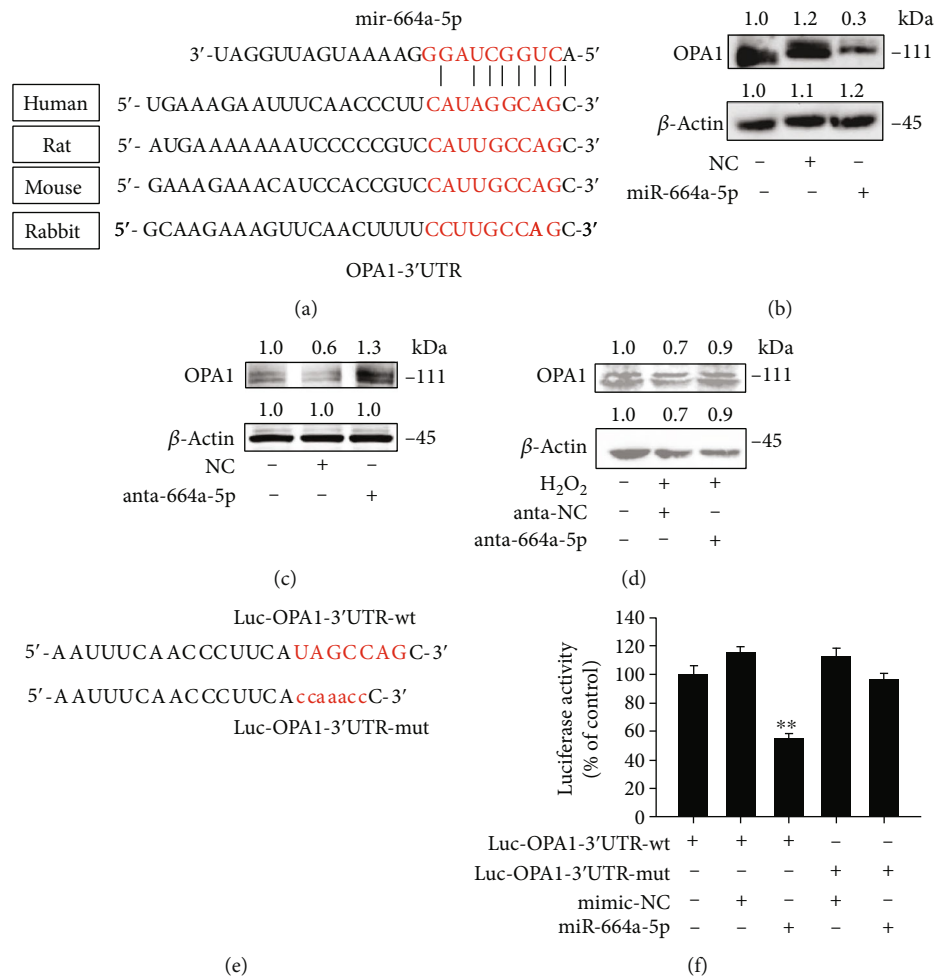 mir-664a-5p
3′-UAGGUUAGUAAAAGGGAUCGGUCA-5′
Human 5′- UGAAAGAAUUUCAACCCUUCAUAGGCAGC-3′
Rat 5′- AUGAAAAAAAUCCCCCGUCCAUUGCCAGC-3′
Mouse 5′- GAAAGAAACAUCCACCGUCCAUUGCCAGC-3′
Rabbit 5′- GCAAGAAAGUUCAACUUUUCCUUGCCAGC-3′
OPA1-3′UTR
(a)
1.0 1.2 0.3 kDa
OPA1 –111
1.0 1.1 1.2
β-Actin –45
NC – + –
miR-664a-5p – – +
(b)
1.0 0.6 1.3 kDa
OPA1 –111
1.0 1.0 1.0
β-Actin –45
NC – + –
anta-664a-5p – – +
(c)
1.0 0.7 0.9 kDa
OPA1 –111
1.0 0.7 0.9
β-Actin –45
H₂O₂ – + +
anta-NC – + –
anta-664a-5p – – +
(d)
Luc-OPA1-3′UTR-wt
5′-AAUUUCAACCCUUCAUAGCCAGC-3′
5′-AAUUUCAACCCUUCAccaaaccC-3′
Luc-OPA1-3′UTR-mut
(e)
Luciferase activity
(% of control)
140
120
100
80
60
40
20
0
**
Luc-OPA1-3′UTR-wt + + + – –
Luc-OPA1-3′UTR-mut – – – + +
mimic-NC – + – + –
miR-664a-5p – – + – +
(f)